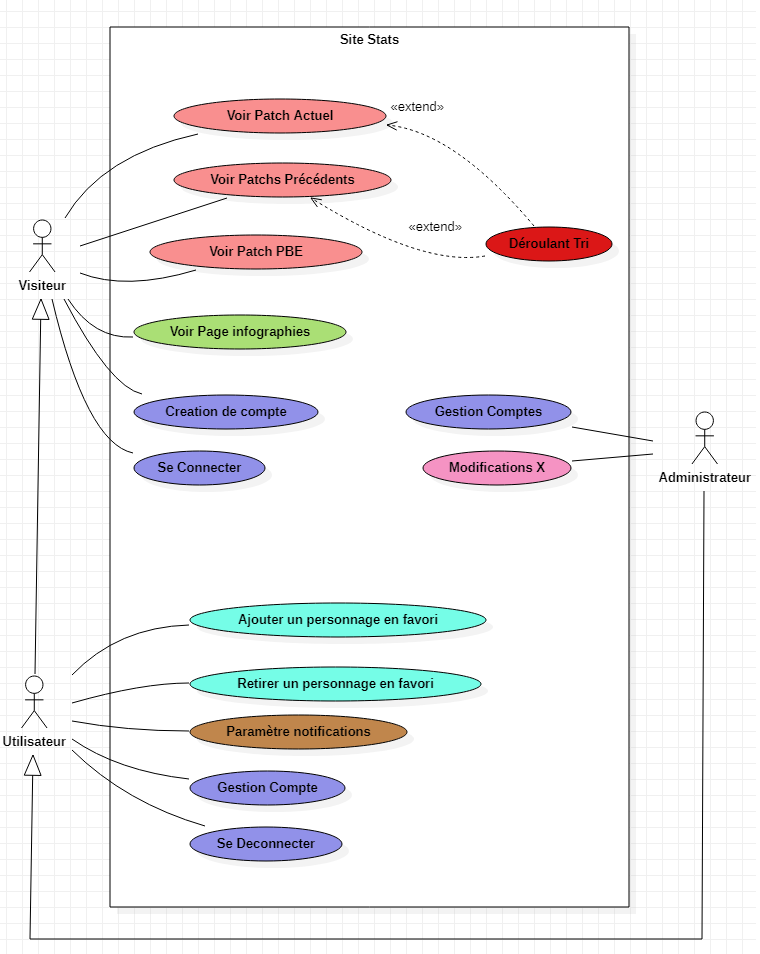 Site Stats
Voir Patch Actuel
«extend»
Voir Patchs Précédents
«extend»
Déroulant Tri
Voir Patch PBE
Visiteur
Voir Page infographies
Creation de compte
Gestion Comptes
Se Connecter
Modifications X
Administrateur
Ajouter un personnage en favori
Retirer un personnage en favori
Paramètre notifications
Utilisateur
Gestion Compte
Se Deconnecter